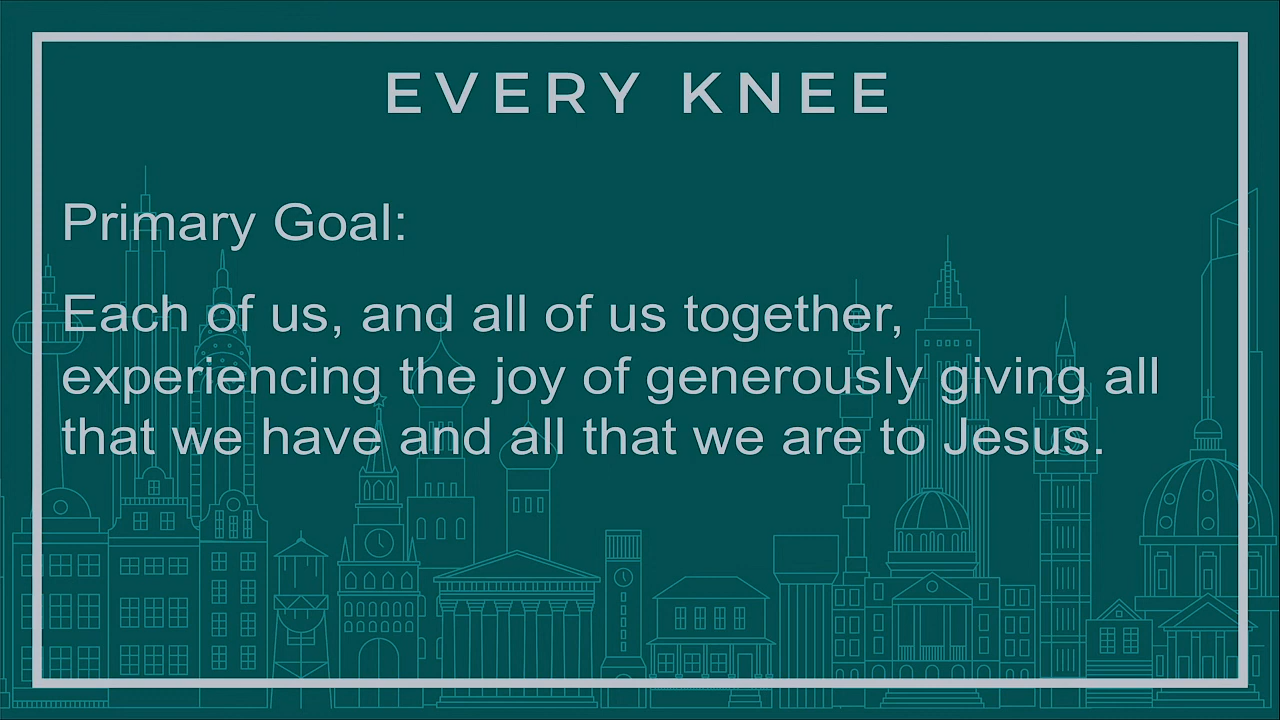 EVERY KNEE
Primary Goal:
Each of us, and all of us together,
experiencing the joy of generously giving all
that we have and all that we are to Jesus.